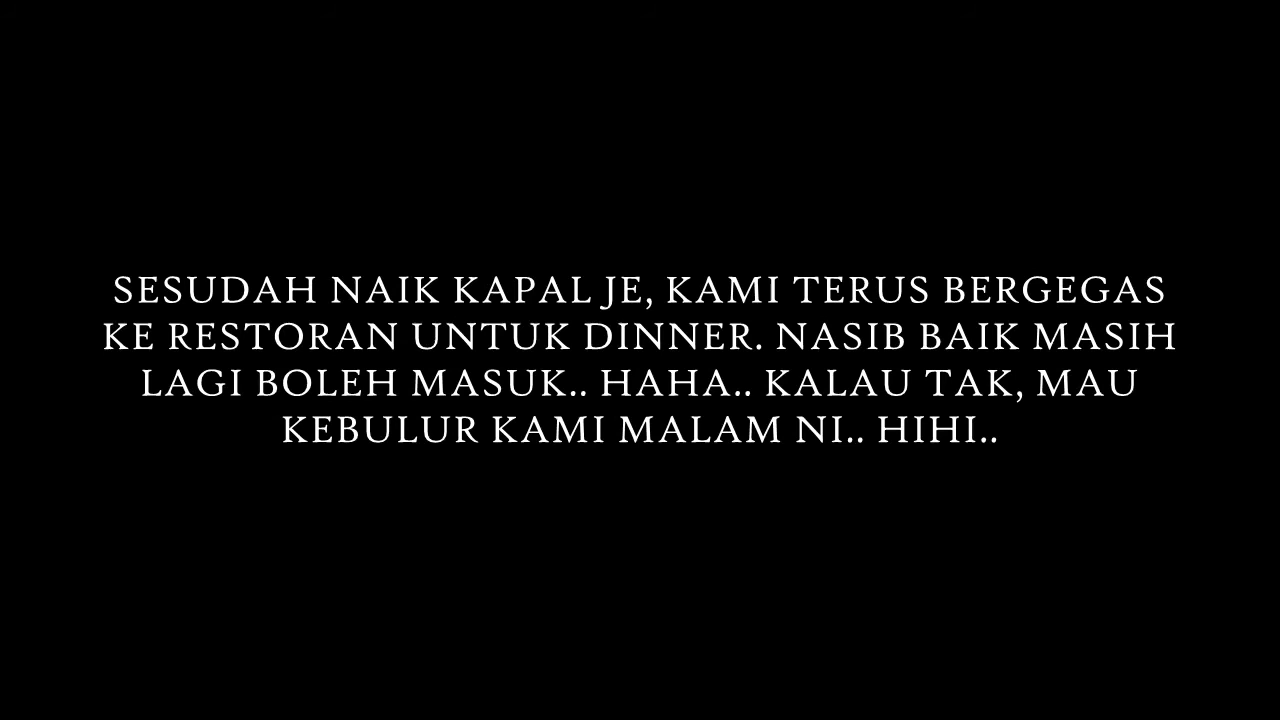 SESUDAH NAIK KAPAL JE, KAMI TERUS BERGEGAS
KE RESTORAN UNTUK DINNER. NASIB BAIK MASIH
LAGI BOLEH MASUK.. HAHA.. KALAU TAK, MAU
KEBULUR KAMI MALAM NI.. HIHI..